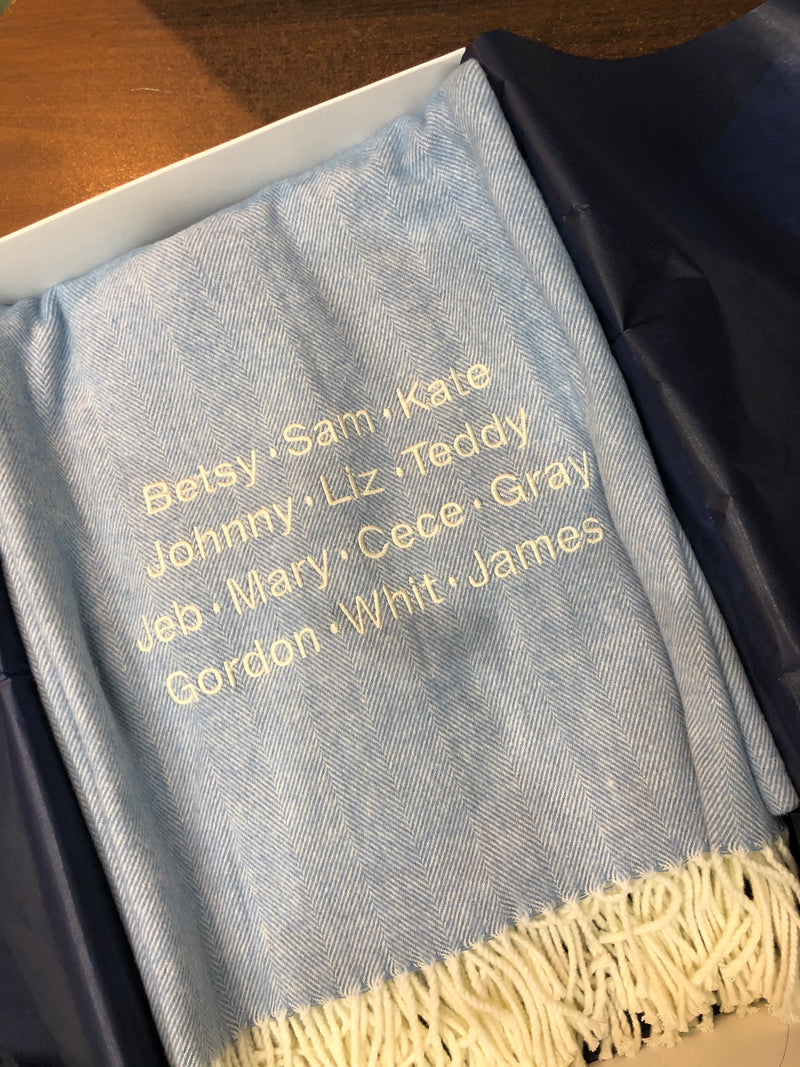 Betsy · Sam · Kate
Johnny · Liz · Teddy
Jeb · Mary · Cece · Gray
Gordon · Whit · James